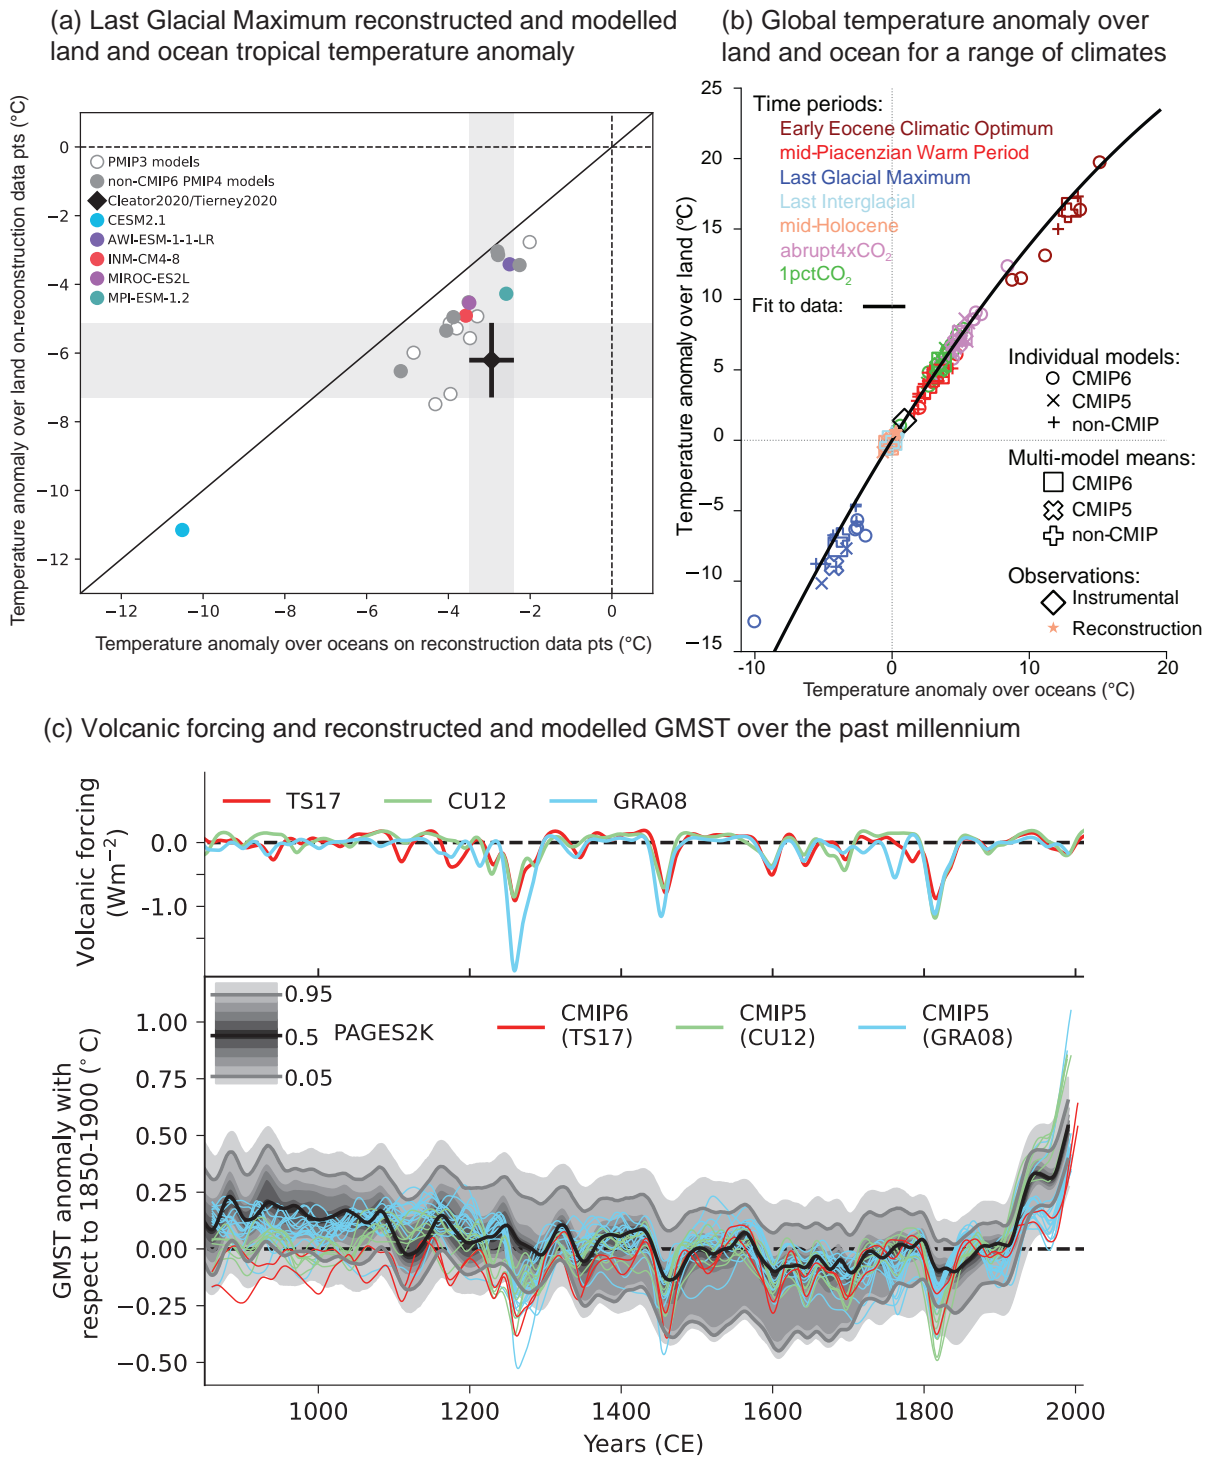 (a) Last Glacial Maximum reconstructed and modelled
land and ocean tropical temperature anomaly
Temperature anomaly over land on-reconstruction data pts (°C)
0
−2
−4
−6
−8
−10
−12
PMIP3 models
non-CMIP6 PMIP4 models
Cleator2020/Tierney2020
CESM2.1
AWI-ESM-1-1-LR
INM-CM4-8
MIROC-ES2L
MPI-ESM-1.2
−12
−10
−8
−6
−4
−2
0
Temperature anomaly over oceans on reconstruction data pts (°C)
(b) Global temperature anomaly over
land and ocean for a range of climates
Temperature anomaly over land (°C)
25
20
15
10
5
0
−5
−10
−15
Time periods:
Early Eocene Climatic Optimum
mid-Piacenzian Warm Period
Last Glacial Maximum
Last Interglacial
mid-Holocene
abrupt4xCO2
1pctCO2
Fit to data:
Individual models:
CMIP6
CMIP5
non-CMIP
Multi-model means:
CMIP6
CMIP5
non-CMIP
Observations:
Instrumental
Reconstruction
-10
0
10
20
Temperature anomaly over oceans (°C)
(c) Volcanic forcing and reconstructed and modelled GMST over the past millennium
Volcanic forcing
(Wm−2)
0.0
-1.0
TS17
CU12
GRA08
GMST anomaly with
respect to 1850-1900 (°C)
1.00
0.75
0.50
0.25
0.00
−0.25
−0.50
0.95
0.5
0.05
PAGES2K
CMIP6
(TS17)
CMIP5
(CU12)
CMIP5
(GRA08)
1000
1200
1400
1600
1800
2000
Years (CE)